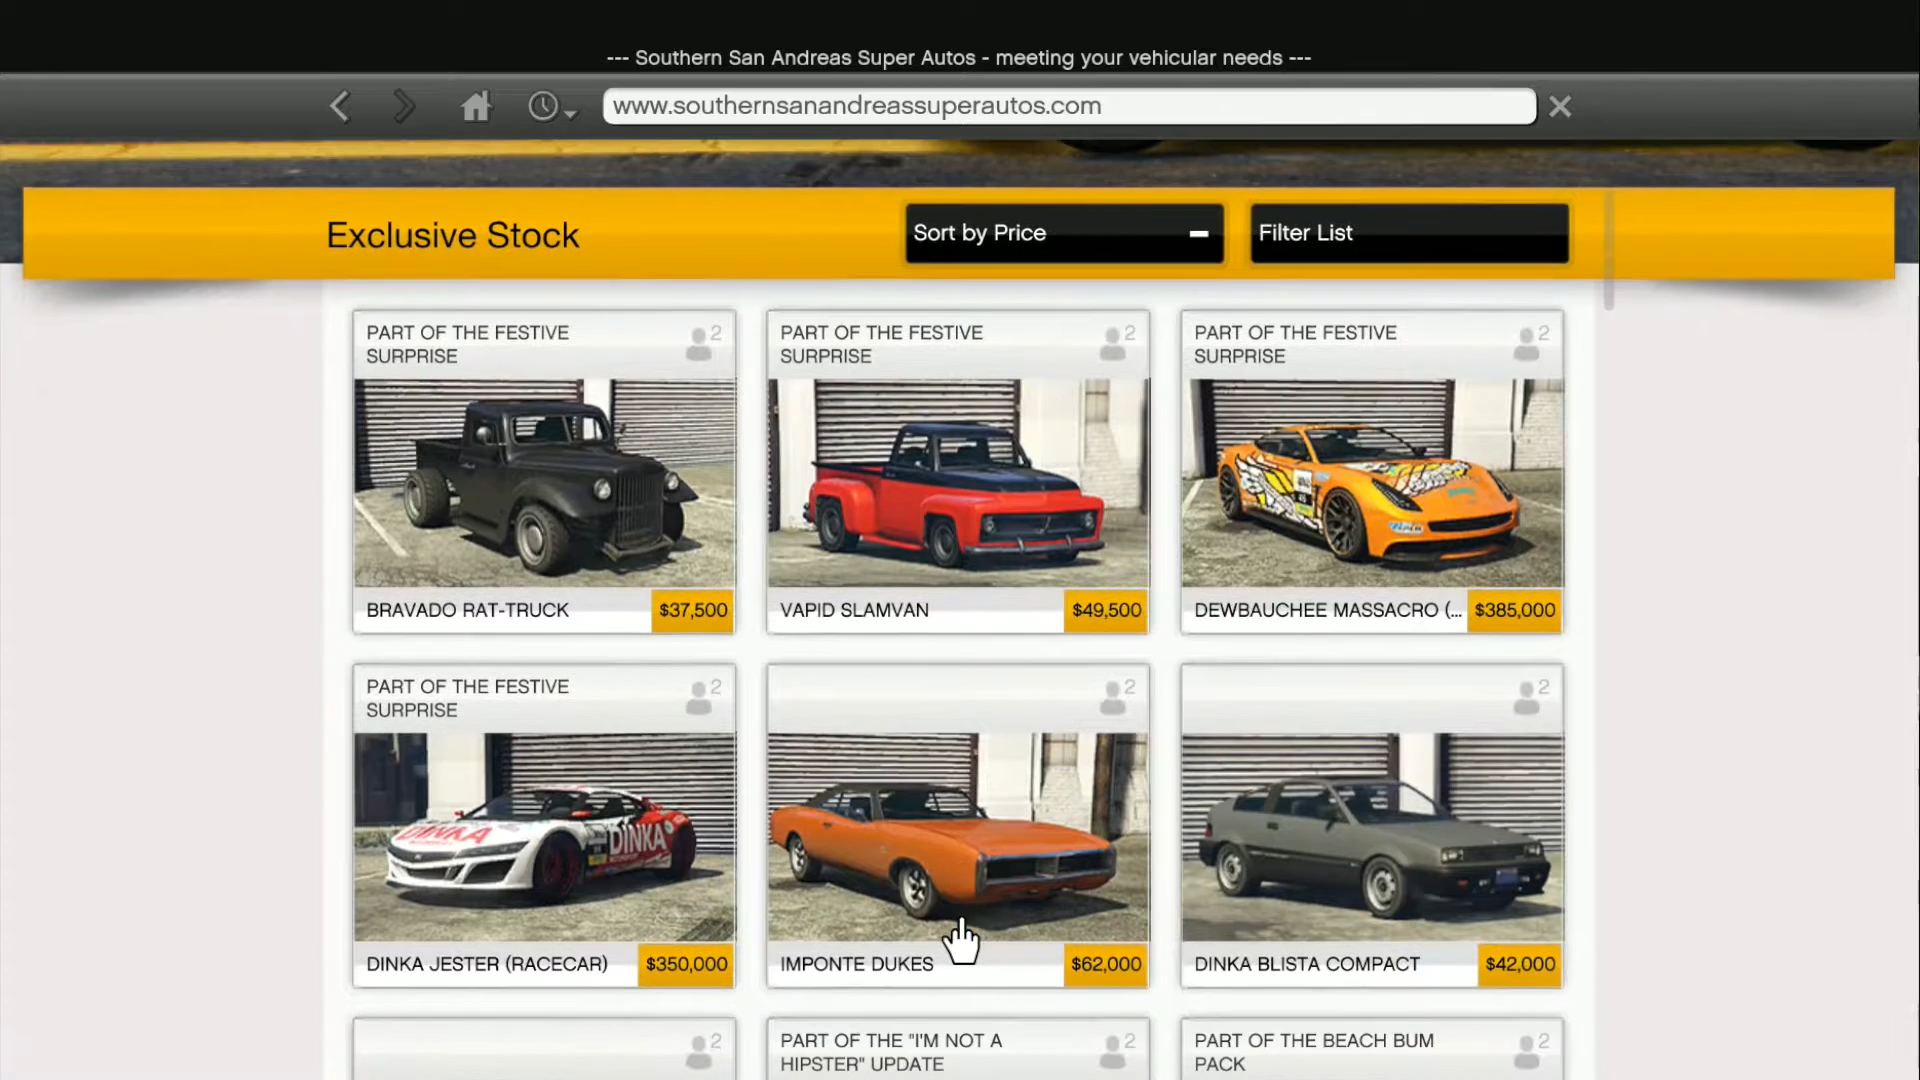 --- Southern San Andreas Super Autos - meeting your vehicular needs ---
www.southernsanandreassuperautos.com
Exclusive Stock
Sort by Price
Filter List
PART OF THE FESTIVE
SURPRISE
2
PART OF THE FESTIVE
SURPRISE
2
PART OF THE FESTIVE
SURPRISE
2
BRAVADO RAT-TRUCK
$37,500
VAPID SLAMVAN
$49,500
DEWBAUCHEE MASSACRO (...
$385,000
PART OF THE FESTIVE
SURPRISE
2
2
2
DINKA
DINKA
DINKA JESTER (RACECAR)
$350,000
IMPONTE DUKES
$62,000
DINKA BLISTA COMPACT
$42,000
2
PART OF THE "I'M NOT A
HIPSTER" UPDATE
2
PART OF THE BEACH BUM
PACK
2